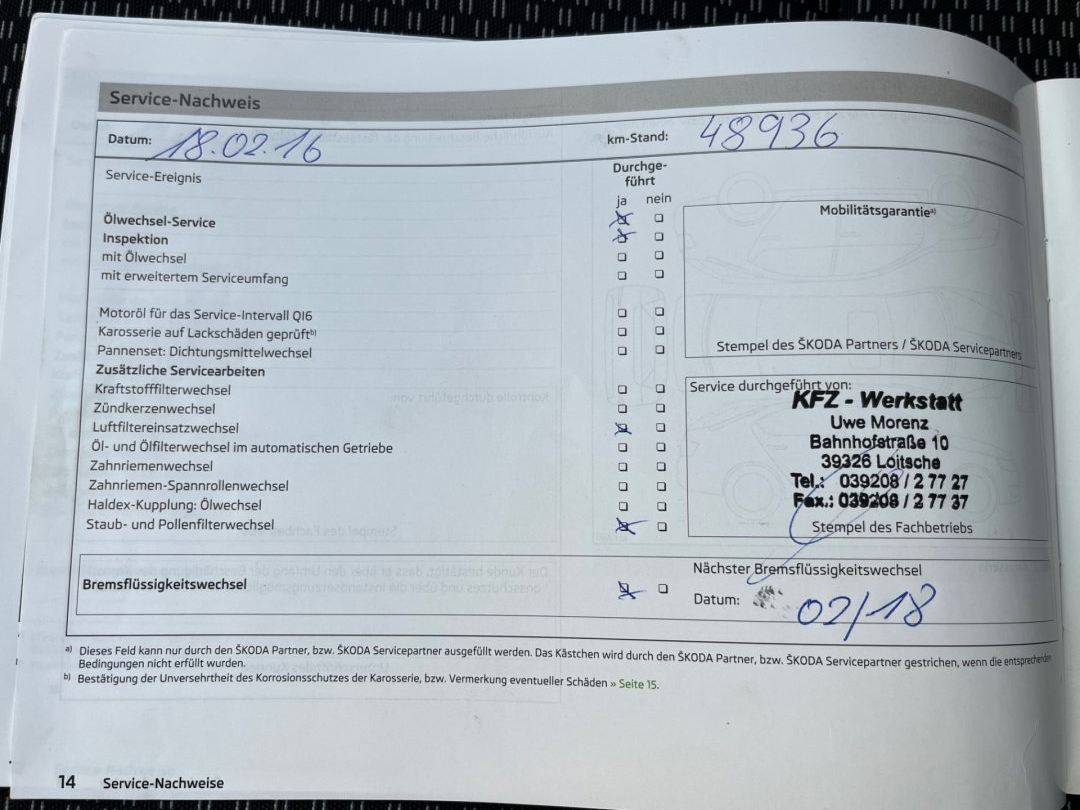 Service-Nachweis
Datum: 18.02.16
km-Stand: 48936
Service-Ereignis
Durchge-
führt
ja nein
Ölwechsel-Service
Inspektion
mit Ölwechsel
mit erweitertem Serviceumfang
Motoröl für das Service-Intervall QI6
Karosserie auf Lackschäden geprüft b)
Pannenset: Dichtungsmittelwechsel
Zusätzliche Servicearbeiten
Kraftstofffilterwechsel
Zündkerzenwechsel
Luftfiltereinsatzwechsel
Öl- und Ölfilterwechsel im automatischen Getriebe
Zahnriemenwechsel
Zahnriemen-Spannrollenwechsel
Haldex-Kupplung: Ölwechsel
Staub- und Pollenfilterwechsel
Mobilitätsgarantie a)
Stempel des ŠKODA Partners / ŠKODA Servicepartners
Service durchgeführt von:
KFZ - Werkstatt
Uwe Morenz
Bahnhofstraße 10
39326 Loitsche
Tel.: 039208 / 2 77 27
Fax.: 039208 / 2 77 37
Stempel des Fachbetriebs
Bremsflüssigkeitswechsel
Nächster Bremsflüssigkeitswechsel
Datum: 02/18
a) Dieses Feld kann nur durch den ŠKODA Partner, bzw. ŠKODA Servicepartner ausgefüllt werden. Das Kästchen wird durch den ŠKODA Partner, bzw. ŠKODA Servicepartner gestrichen, wenn die entsprechenden
Bedingungen nicht erfüllt wurden.
b) Bestätigung der Unversehrtheit des Korrosionsschutzes der Karosserie, bzw. Vermerkung eventueller Schäden » Seite 15.
14 Service-Nachweise